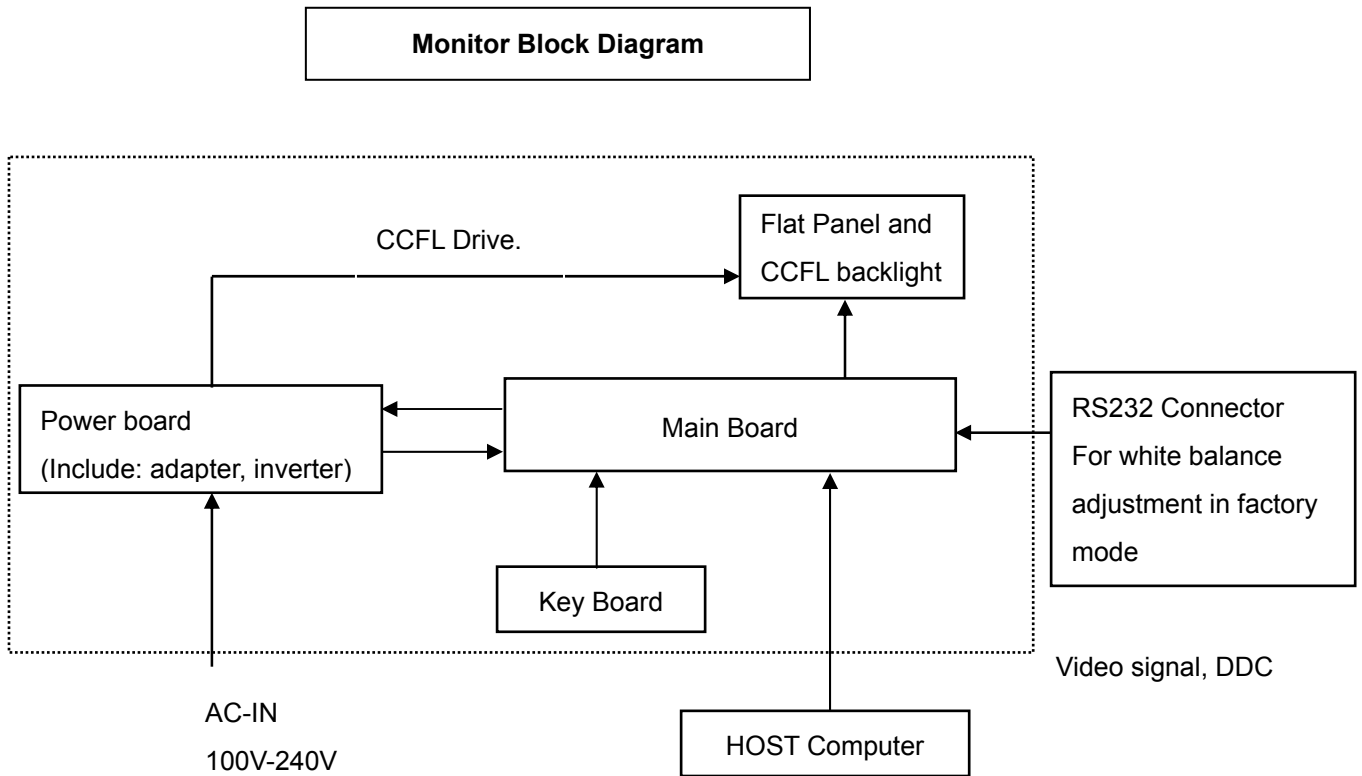 Monitor Block Diagram
CCFL Drive.
Flat Panel and
CCFL backlight
Power board
(Include: adapter, inverter)
Main Board
RS232 Connector
For white balance
adjustment in factory
mode
Key Board
Video signal, DDC
AC-IN
100V-240V
HOST Computer